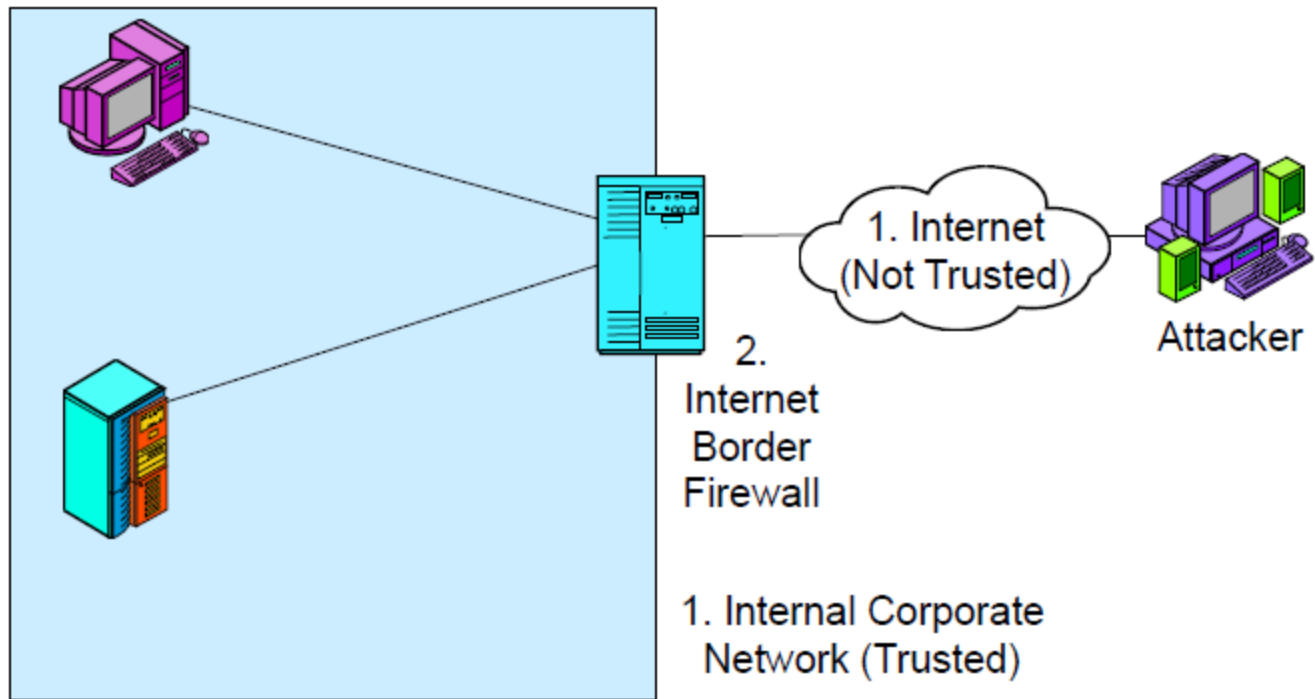 1. Internet
(Not Trusted)
Attacker
2.
Internet
Border
Firewall
1. Internal Corporate
Network (Trusted)